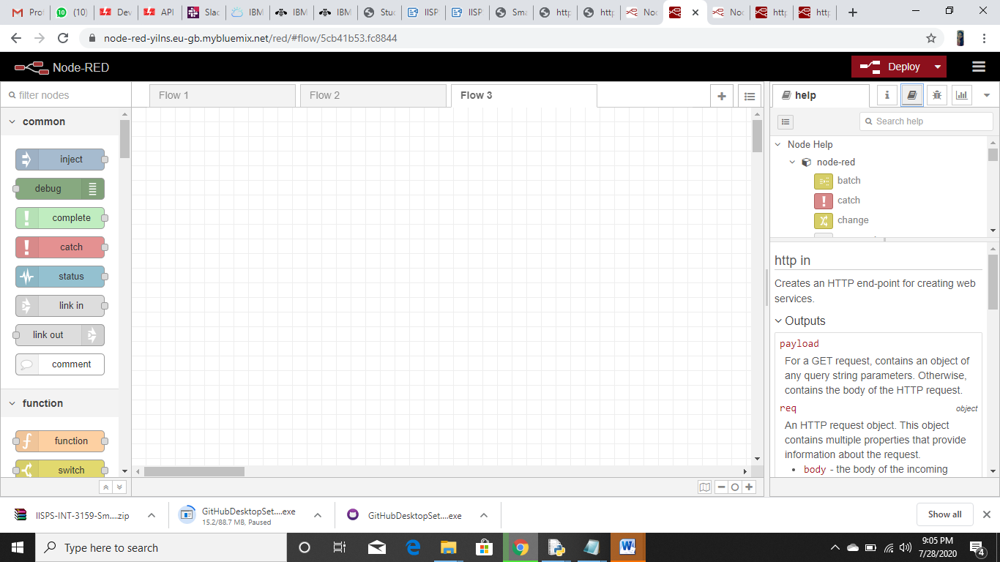 Prof
(10)
Dev
API
Slac
IBM
IBM
IBM
Stu
IISP
IISP
Sma
http
http
Noc
Noc
http
http
node-red-yilns.eu-gb.mybluemix.net/red/#flow/5cb41b53.fc8844
Node-RED
Deploy
filter nodes
Flow 1
Flow 2
Flow 3
help
common
Search help
inject
debug
complete
catch
status
link in
link out
comment
function
function
switch
Node Help
node-red
batch
catch
change
http in
Creates an HTTP end-point for creating web
services.
Outputs
payload
For a GET request, contains an object of
any query string parameters. Otherwise,
contains the body of the HTTP request.
req object
An HTTP request object. This object
contains multiple properties that provide
information about the request.
• body - the body of the incoming
IISPS-INT-3159-Sm....zip
GitHubDesktopSet....exe
15.2/88.7 MB, Paused
GitHubDesktopSet....exe
Show all
Type here to search
9:05 PM
7/28/2020
4